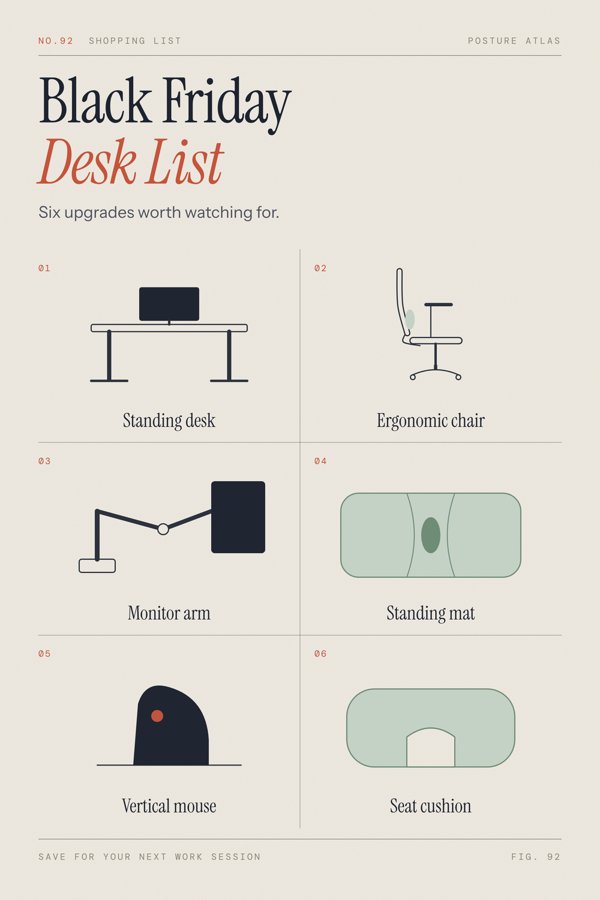 NO.92 SHOPPING LIST
POSTURE ATLAS
Black Friday
Desk List
Six upgrades worth watching for.
01
Standing desk
02
Ergonomic chair
03
Monitor arm
04
Standing mat
05
Vertical mouse
06
Seat cushion
SAVE FOR YOUR NEXT WORK SESSION
FIG. 92